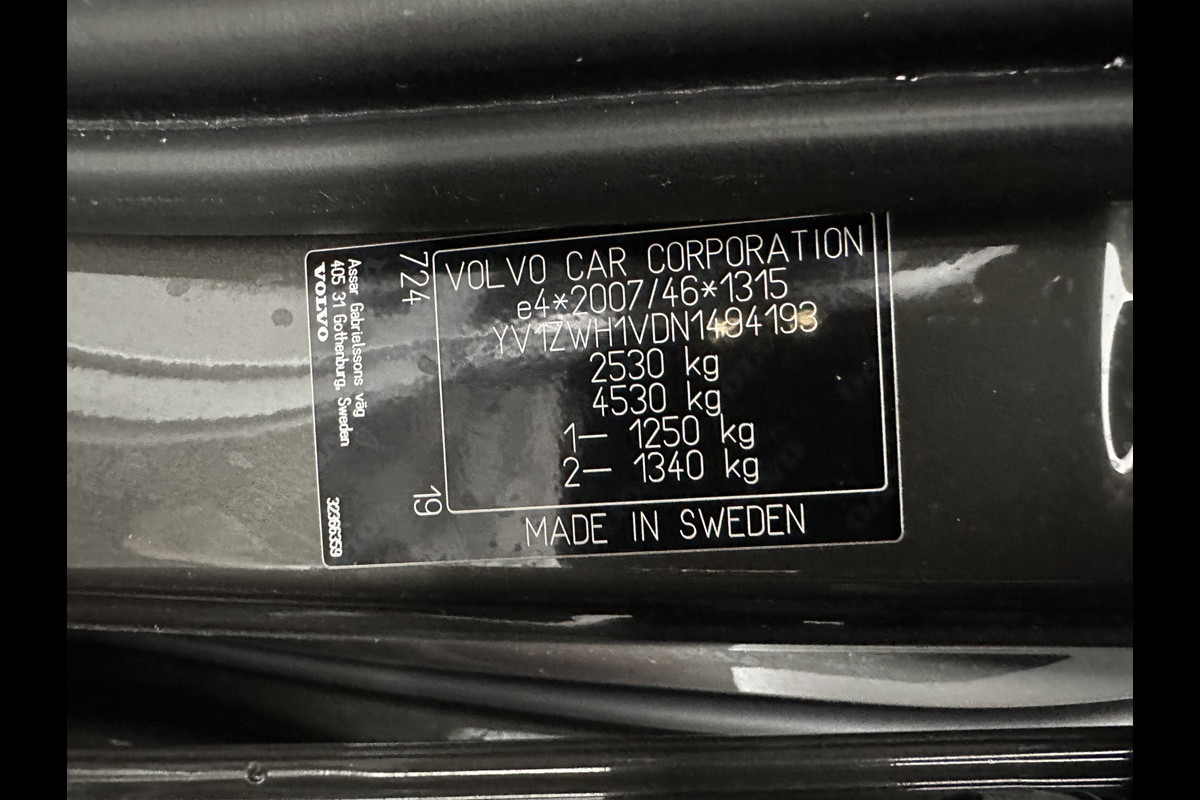 VOLVO CAR CORPORATION
e4*2007/46*1315
YV1ZWH1VDN1494193
2530 kg
4530 kg
1– 1250 kg
2– 1340 kg
MADE IN SWEDEN
724
19
Assar Gabrielssons väg
405 31 Gothenburg, Sweden
VOLVO
32366359